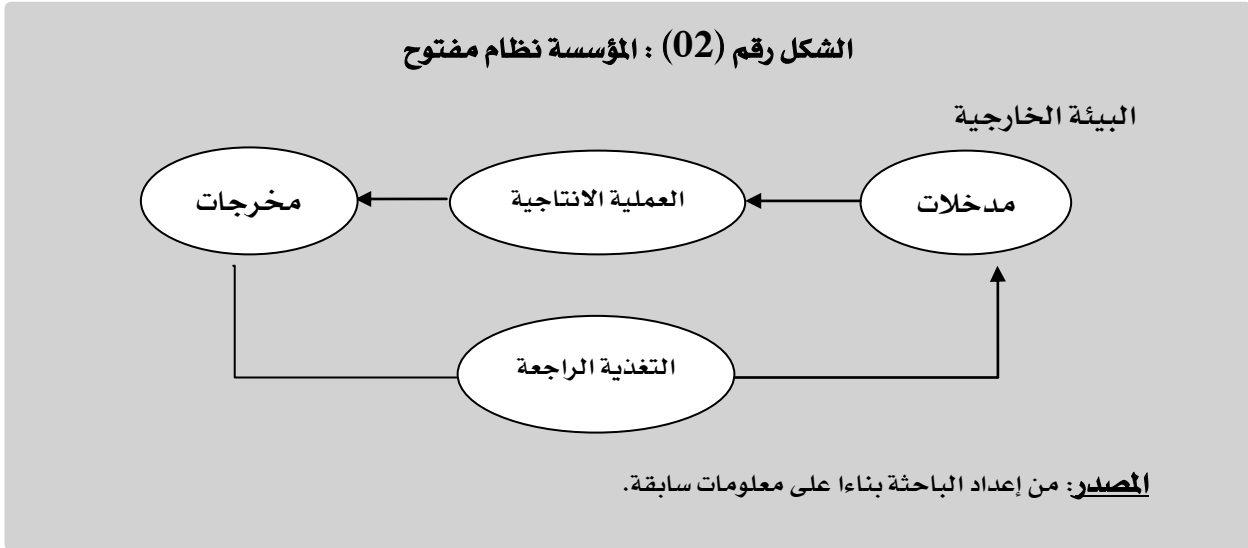 الشكل رقم (02) : المؤسسة نظام مفتوح
البيئة الخارجية
مدخلات
العملية الانتاجية
مخرجات
التغذية الراجعة
المصدر: من إعداد الباحثة بناءا على معلومات سابقة.